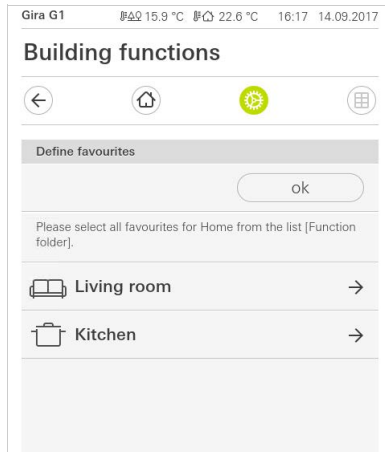 Gira G1 15.9 °C 22.6 °C 16:17 14.09.2017
Building functions
Define favourites
ok
Please select all favourites for Home from the list [Function
folder].
Living room
Kitchen